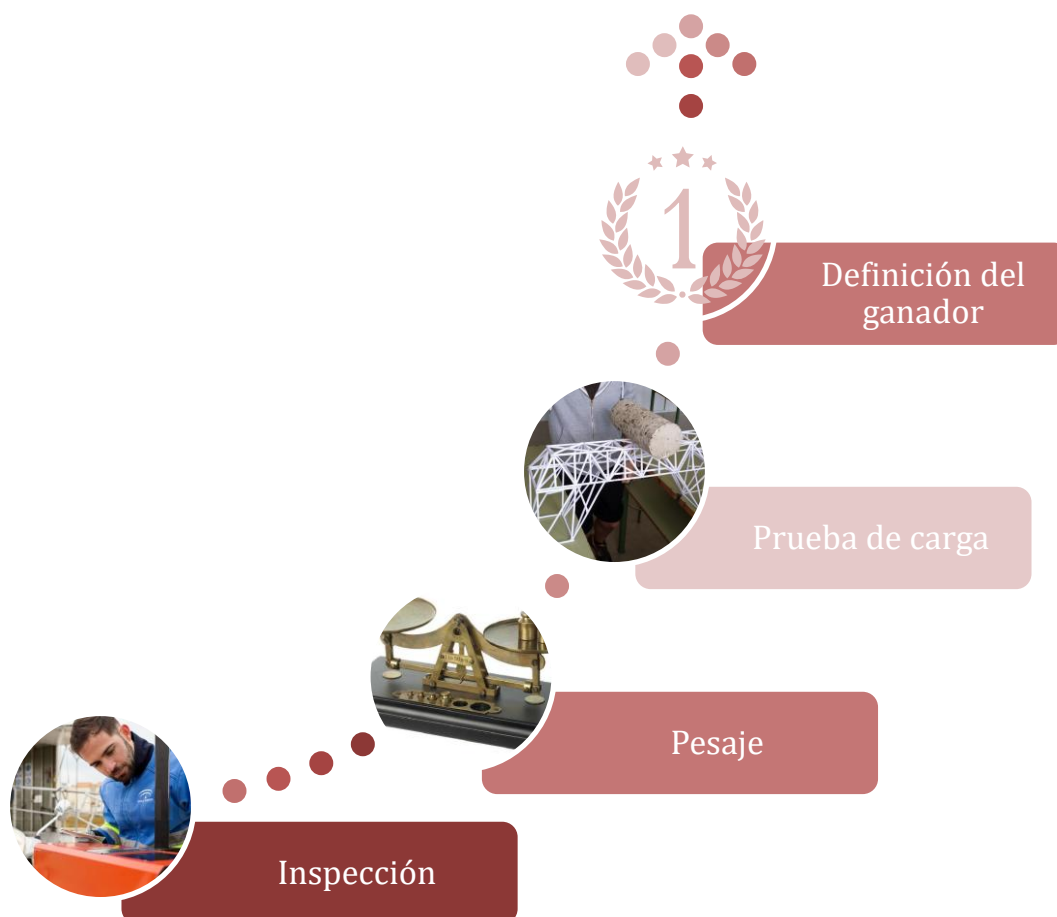 1
Definición del
ganador
Prueba de carga
Pesaje
Inspección